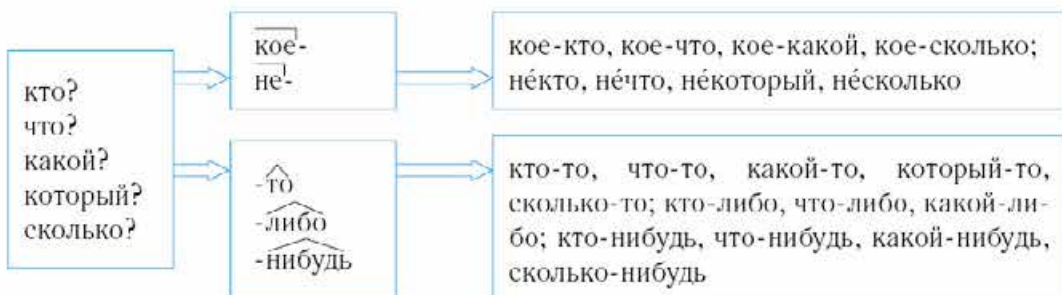 кто?
что?
какой?
который?
сколько?
кое-
не-
кое-кто, кое-что, кое-какой, кое-сколько;
не́кто, не́что, не́который, не́сколько
-то
-либо
-нибудь
кто-то, что-то, какой-то, который-то,
сколько-то; кто-либо, что-либо, какой-ли-
бо; кто-нибудь, что-нибудь, какой-нибудь,
сколько-нибудь